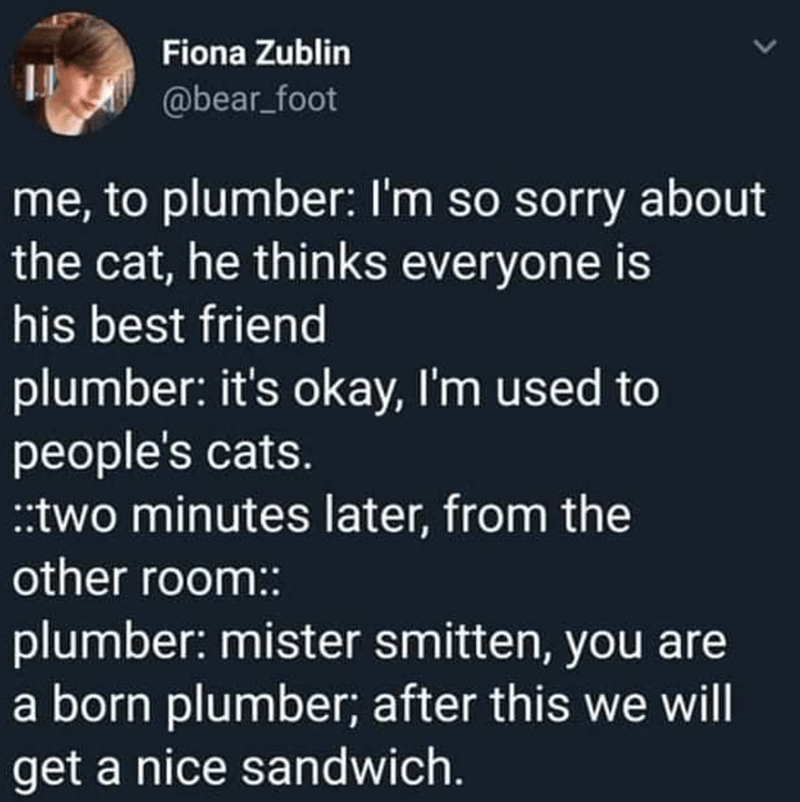 Fiona Zublin
@bear_foot
me, to plumber: I'm so sorry about
the cat, he thinks everyone is
his best friend
plumber: it's okay, I'm used to
people's cats.
::two minutes later, from the
other room::
plumber: mister smitten, you are
a born plumber; after this we will
get a nice sandwich.